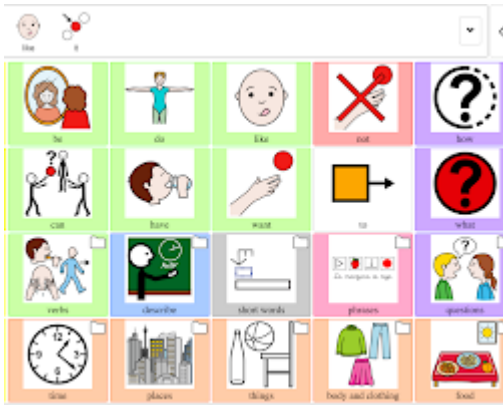 like it
be do like not how
can have want to what
verbs describe short words phrases questions
time places things body and clothing food